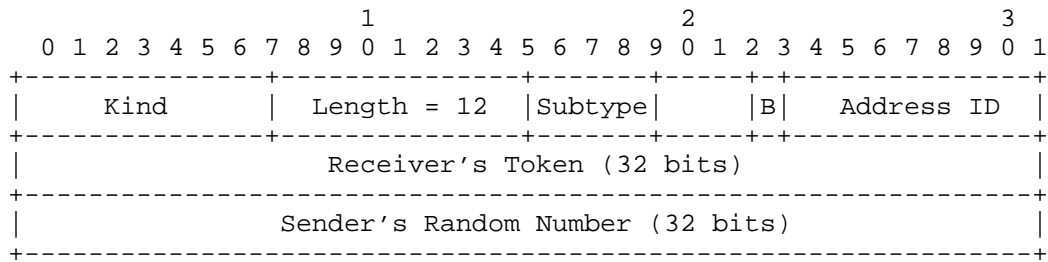 1                   2                   3
 0 1 2 3 4 5 6 7 8 9 0 1 2 3 4 5 6 7 8 9 0 1 2 3 4 5 6 7 8 9 0 1
+---------------+---------------+-------+-----+-+---------------+
|     Kind      |  Length = 12  |Subtype|     |B|   Address ID  |
+---------------+---------------+-------+-----+-+---------------+
|                   Receiver's Token (32 bits)                  |
+---------------------------------------------------------------+
|                Sender's Random Number (32 bits)               |
+---------------------------------------------------------------+